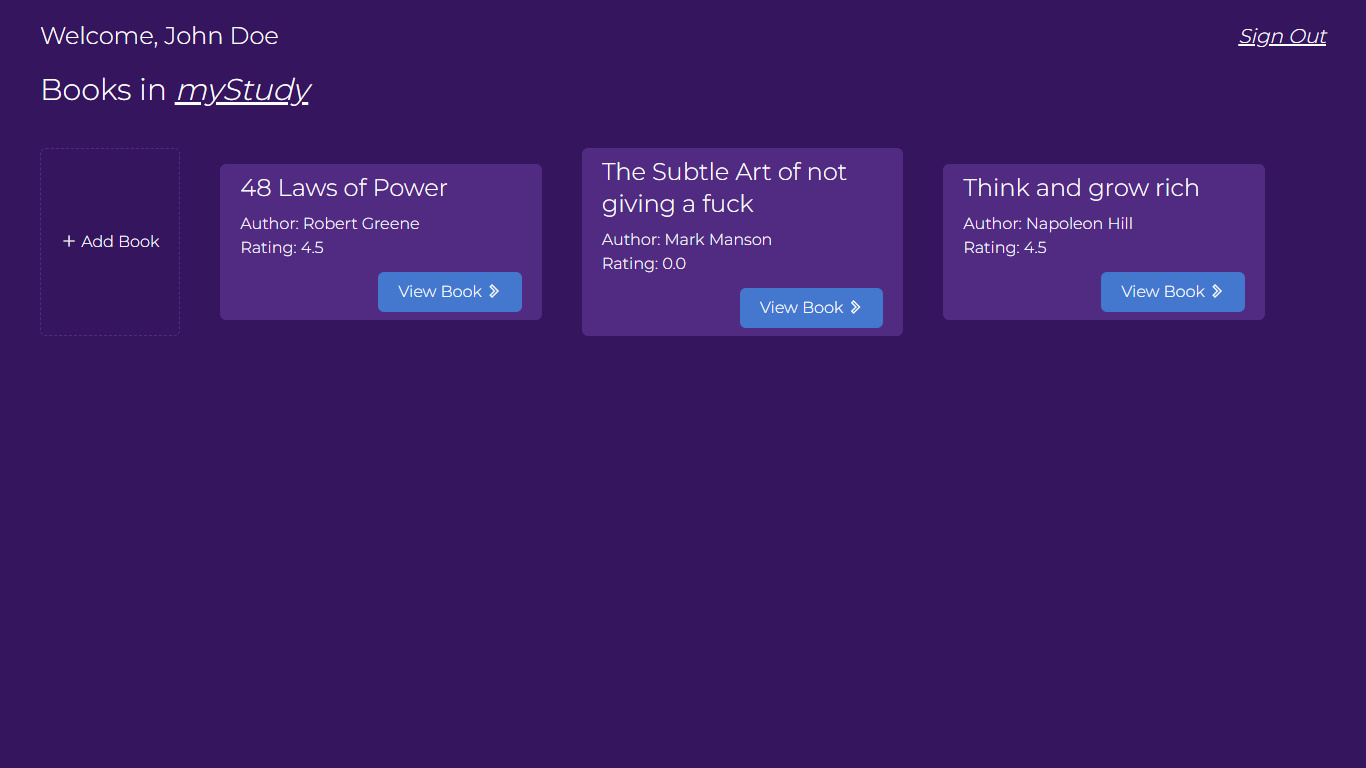 Welcome, John Doe
Sign Out
Books in myStudy
+ Add Book
48 Laws of Power
Author: Robert Greene
Rating: 4.5
View Book
The Subtle Art of not
giving a fuck
Author: Mark Manson
Rating: 0.0
View Book
Think and grow rich
Author: Napoleon Hill
Rating: 4.5
View Book